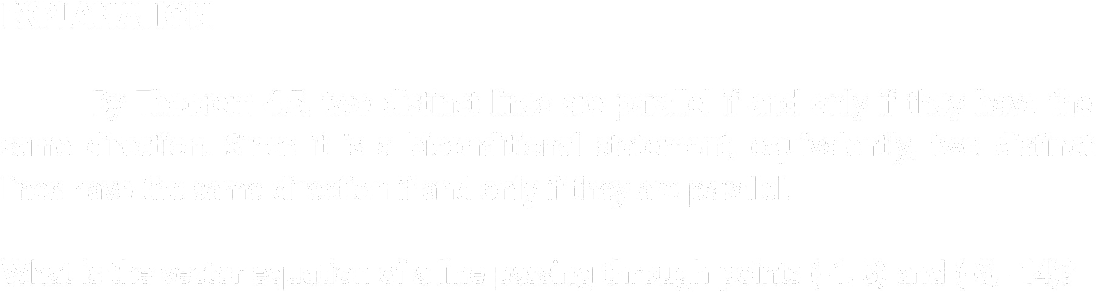 By Theorem two distinct lines are parallel if and only if they have the
same direction. Since it is a biconditional statement, equivalently, two distinct
lines have the same direction if and only if they are parallel.
What is the vector equation of a line passing through points and